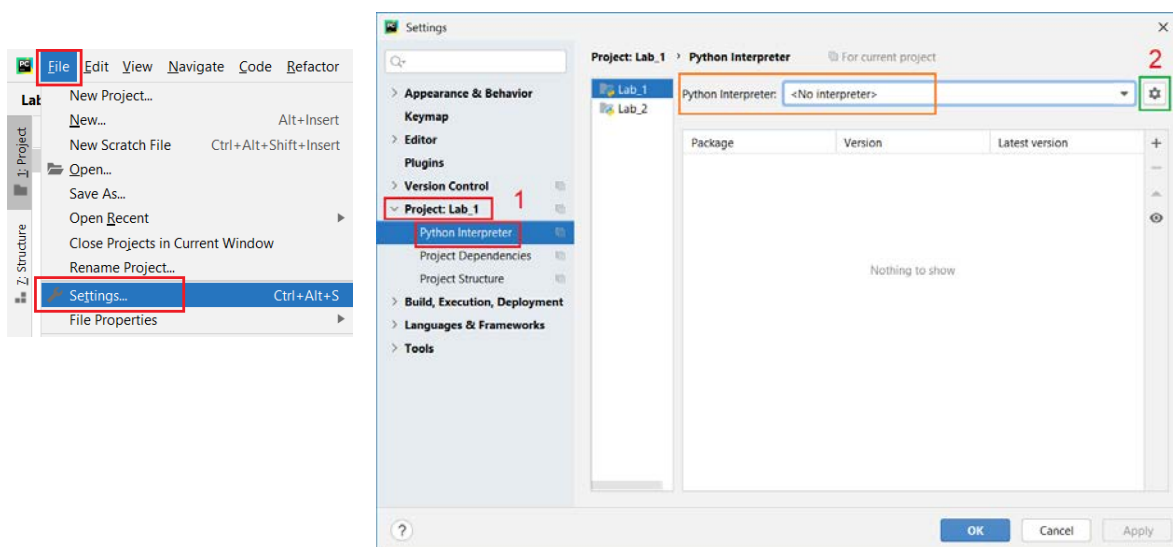 PC File Edit View Navigate Code Refactor
Lab
New Project...
New... Alt+Insert
New Scratch File Ctrl+Alt+Shift+Insert
Open...
Save As...
Open Recent
Close Projects in Current Window
Rename Project...
Settings... Ctrl+Alt+S
File Properties
1: Project
Z: Structure
PC Settings
Appearance & Behavior
Keymap
Editor
Plugins
Version Control
Project: Lab_1 1
Python Interpreter
Project Dependencies
Project Structure
Build, Execution, Deployment
Languages & Frameworks
Tools
Project: Lab_1 › Python Interpreter For current project 2
Lab_1
Lab_2
Python Interpreter: <No interpreter>
Package Version Latest version
Nothing to show
? OK Cancel Apply